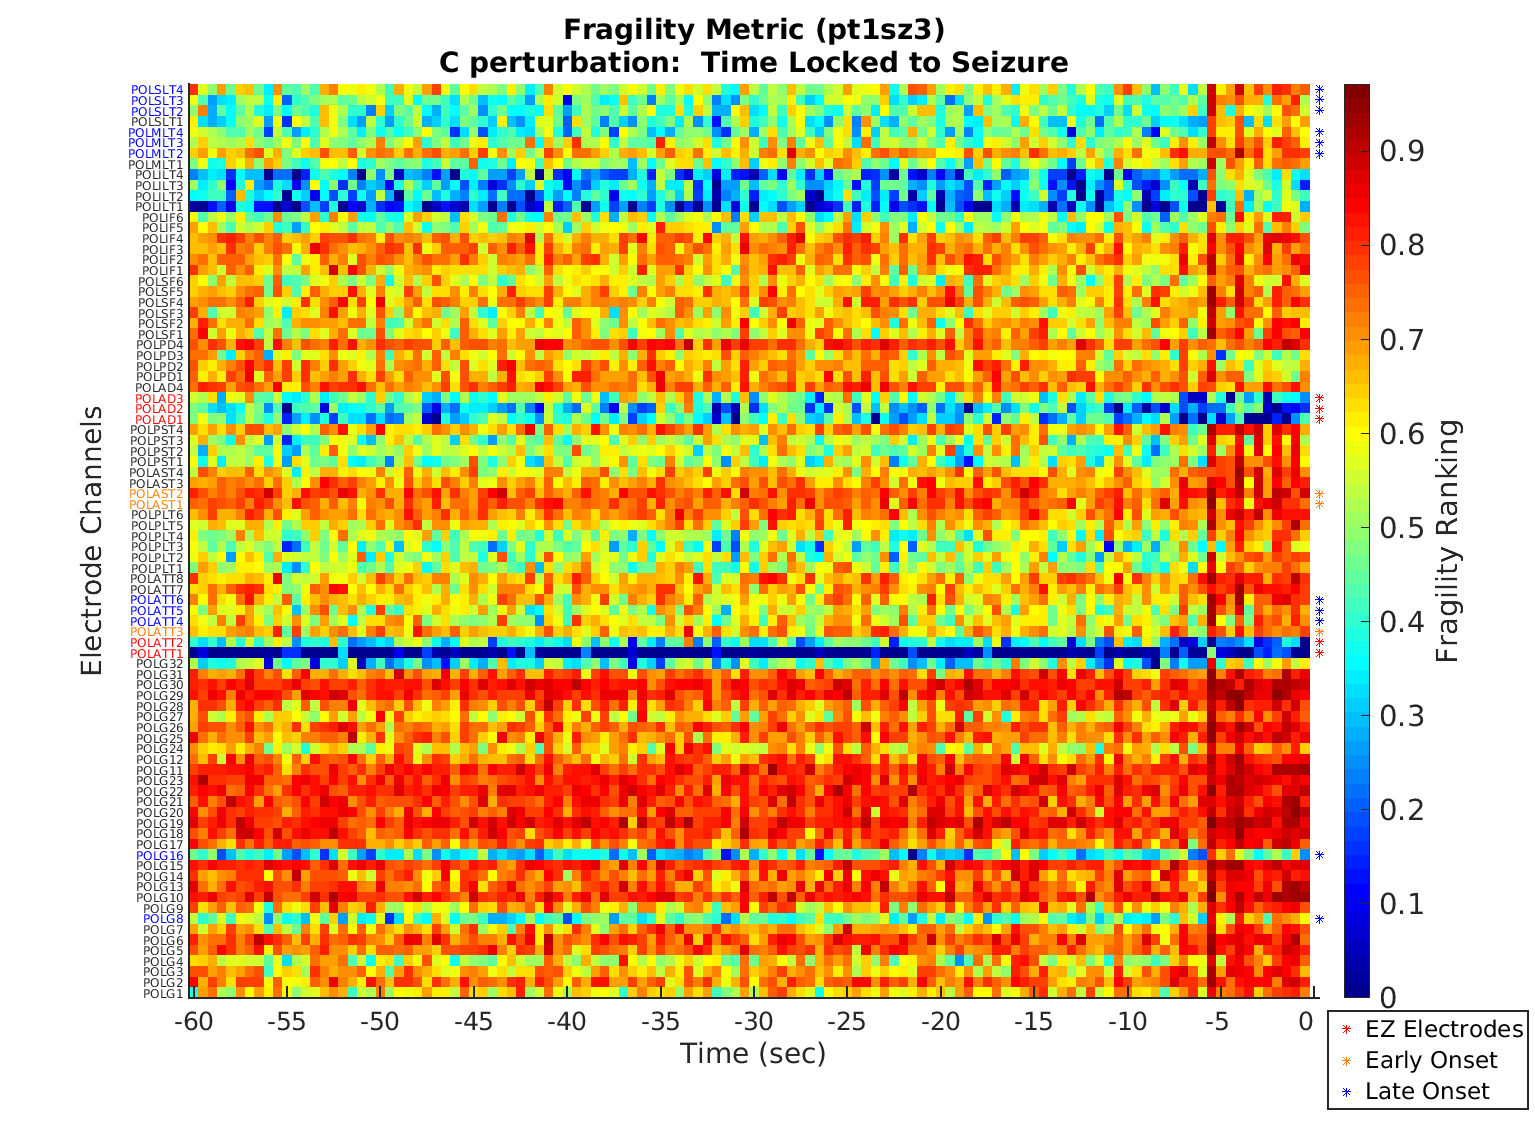 Fragility Metric (pt1sz3)
C perturbation:  Time Locked to Seizure
Electrode Channels
POLSLT4
POLSLT3
POLSLT2
POLSLT1
POLMLT4
POLMLT3
POLMLT2
POLMLT1
POLILT4
POLILT3
POLILT2
POLILT1
POLIF6
POLIF5
POLIF4
POLIF3
POLIF2
POLIF1
POLSF6
POLSF5
POLSF4
POLSF3
POLSF2
POLSF1
POLPD4
POLPD3
POLPD2
POLPD1
POLAD4
POLAD3
POLAD2
POLAD1
POLPST4
POLPST3
POLPST2
POLPST1
POLAST4
POLAST3
POLAST2
POLAST1
POLPLT6
POLPLT5
POLPLT4
POLPLT3
POLPLT2
POLPLT1
POLATT8
POLATT7
POLATT6
POLATT5
POLATT4
POLATT3
POLATT2
POLATT1
POLG32
POLG31
POLG30
POLG29
POLG28
POLG27
POLG26
POLG25
POLG24
POLG12
POLG11
POLG23
POLG22
POLG21
POLG20
POLG19
POLG18
POLG17
POLG16
POLG15
POLG14
POLG13
POLG10
POLG9
POLG8
POLG7
POLG6
POLG5
POLG4
POLG3
POLG2
POLG1
-60 -55 -50 -45 -40 -35 -30 -25 -20 -15 -10 -5 0
Time (sec)
0.9
0.8
0.7
0.6
0.5
0.4
0.3
0.2
0.1
0
Fragility Ranking
EZ Electrodes
Early Onset
Late Onset